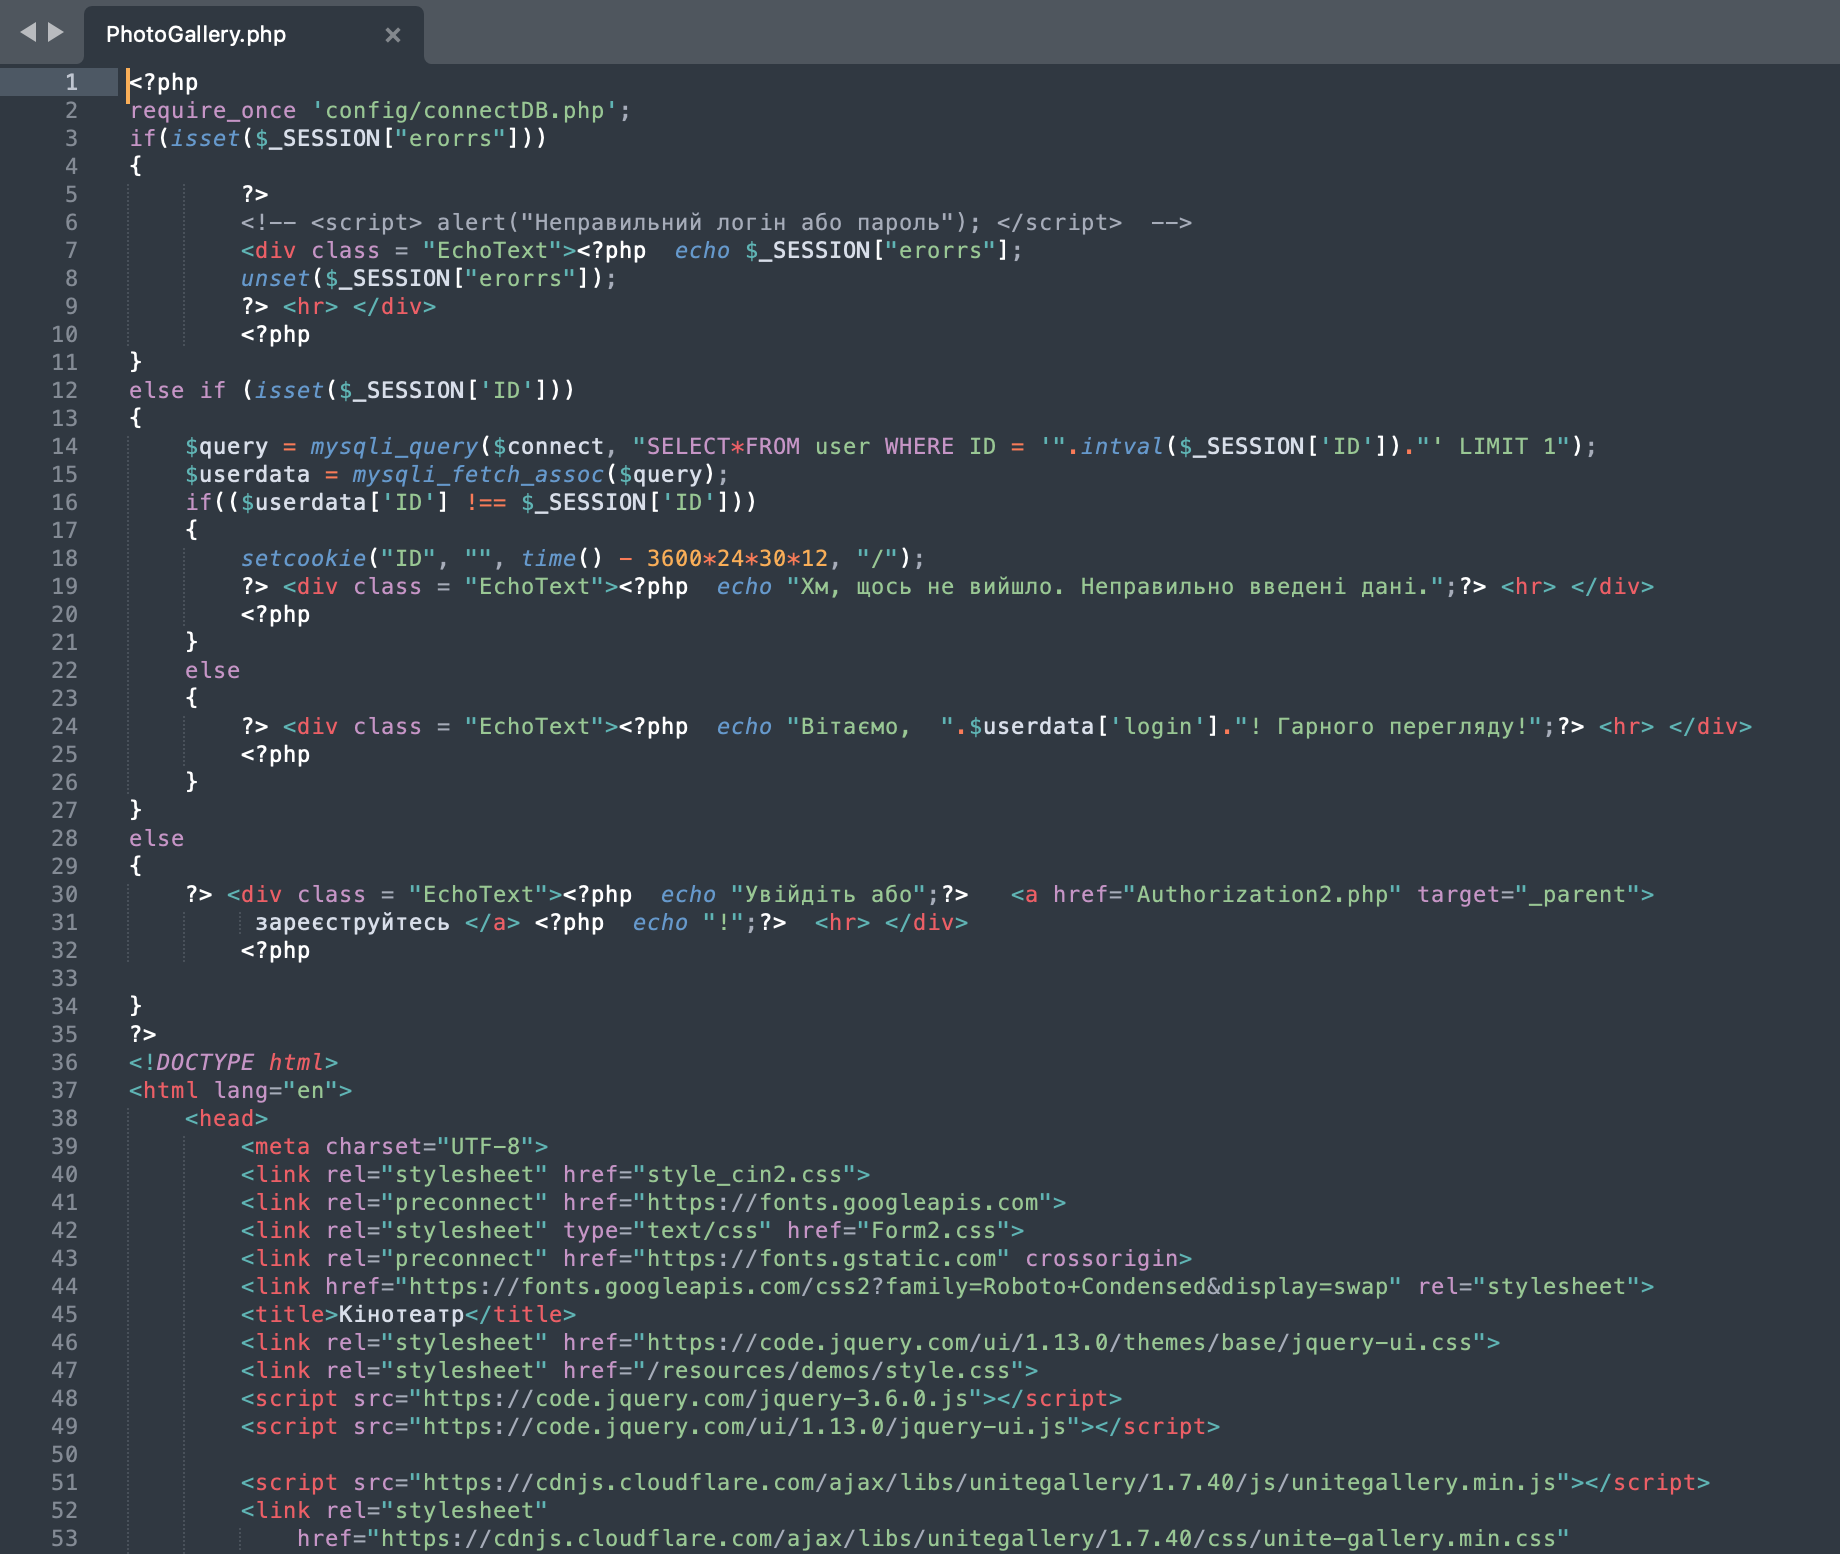 PhotoGallery.php
1 <?php
2 require_once 'config/connectDB.php';
3 if(isset($_SESSION["erorrs"]))
4 {
5 ?>
6 <!-- <script> alert("Неправильний логін або пароль"); </script>  -->
7 <div class = "EchoText"><?php  echo $_SESSION["erorrs"];
8 unset($_SESSION["erorrs"]);
9 ?> <hr> </div>
10 <?php
11 }
12 else if (isset($_SESSION['ID']))
13 {
14 $query = mysqli_query($connect, "SELECT*FROM user WHERE ID = '".intval($_SESSION['ID'])."' LIMIT 1");
15 $userdata = mysqli_fetch_assoc($query);
16 if(($userdata['ID'] !== $_SESSION['ID']))
17 {
18 setcookie("ID", "", time() - 3600*24*30*12, "/");
19 ?> <div class = "EchoText"><?php  echo "Хм, щось не вийшло. Неправильно введені дані.";?> <hr> </div>
20 <?php
21 }
22 else
23 {
24 ?> <div class = "EchoText"><?php  echo "Вітаємо,  ".$userdata['login']."! Гарного перегляду!";?> <hr> </div>
25 <?php
26 }
27 }
28 else
29 {
30 ?> <div class = "EchoText"><?php  echo "Увійдіть або";?>   <a href="Authorization2.php" target="_parent">
31 зареєструйтесь </a> <?php  echo "!";?>  <hr> </div>
32 <?php
33
34 }
35 ?>
36 <!DOCTYPE html>
37 <html lang="en">
38 <head>
39 <meta charset="UTF-8">
40 <link rel="stylesheet" href="style_cin2.css">
41 <link rel="preconnect" href="https://fonts.googleapis.com">
42 <link rel="stylesheet" type="text/css" href="Form2.css">
43 <link rel="preconnect" href="https://fonts.gstatic.com" crossorigin>
44 <link href="https://fonts.googleapis.com/css2?family=Roboto+Condensed&display=swap" rel="stylesheet">
45 <title>Кінотеатр</title>
46 <link rel="stylesheet" href="https://code.jquery.com/ui/1.13.0/themes/base/jquery-ui.css">
47 <link rel="stylesheet" href="/resources/demos/style.css">
48 <script src="https://code.jquery.com/jquery-3.6.0.js"></script>
49 <script src="https://code.jquery.com/ui/1.13.0/jquery-ui.js"></script>
50
51 <script src="https://cdnjs.cloudflare.com/ajax/libs/unitegallery/1.7.40/js/unitegallery.min.js"></script>
52 <link rel="stylesheet"
53 href="https://cdnjs.cloudflare.com/ajax/libs/unitegallery/1.7.40/css/unite-gallery.min.css"